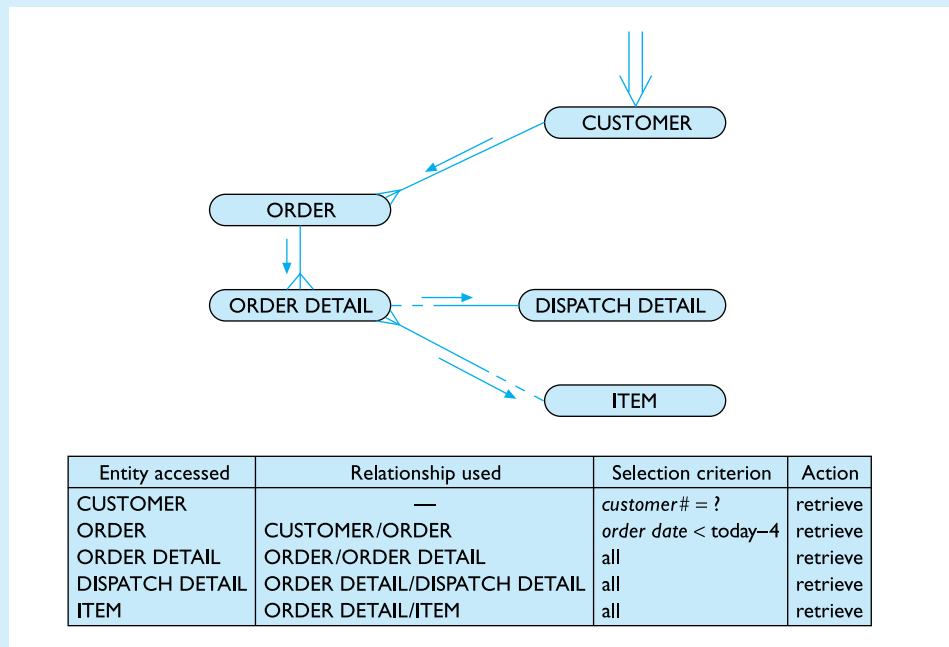 CUSTOMER
ORDER
ORDER DETAIL
DISPATCH DETAIL
ITEM
Entity accessed Relationship used Selection criterion Action
CUSTOMER — customer# = ? retrieve
ORDER CUSTOMER/ORDER order date < today–4 retrieve
ORDER DETAIL ORDER/ORDER DETAIL all retrieve
DISPATCH DETAIL ORDER DETAIL/DISPATCH DETAIL all retrieve
ITEM ORDER DETAIL/ITEM all retrieve